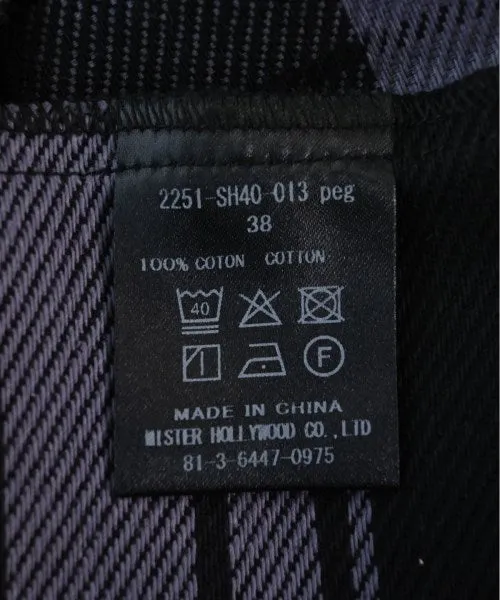 2251-SH40-013 peg
38
100% COTON COTTON
40
F
MADE IN CHINA
MISTER HOLLYWOOD CO.,LTD
81-3-6447-0975